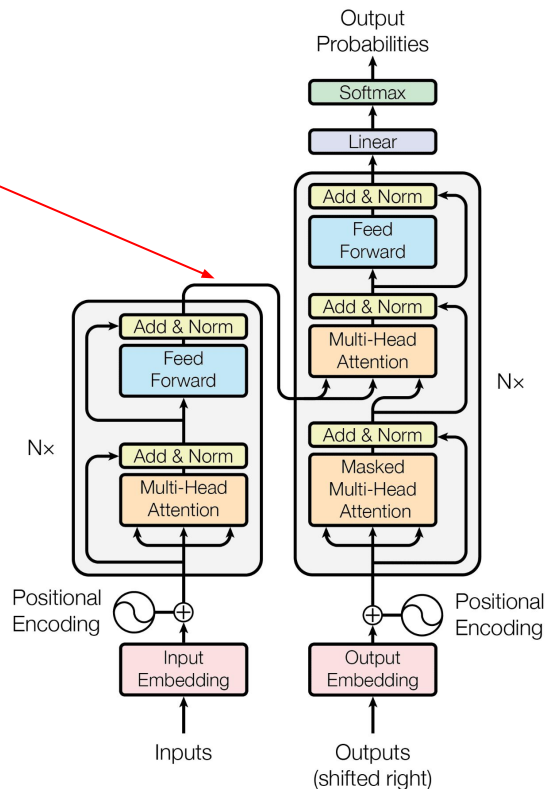 Output
Probabilities
Softmax
Linear
Add & Norm
Feed
Forward
Add & Norm
Multi-Head
Attention
Nx
Add & Norm
Masked
Multi-Head
Attention
Add & Norm
Feed
Forward
Nx
Add & Norm
Multi-Head
Attention
Positional
Encoding
Positional
Encoding
Input
Embedding
Output
Embedding
Inputs
Outputs
(shifted right)